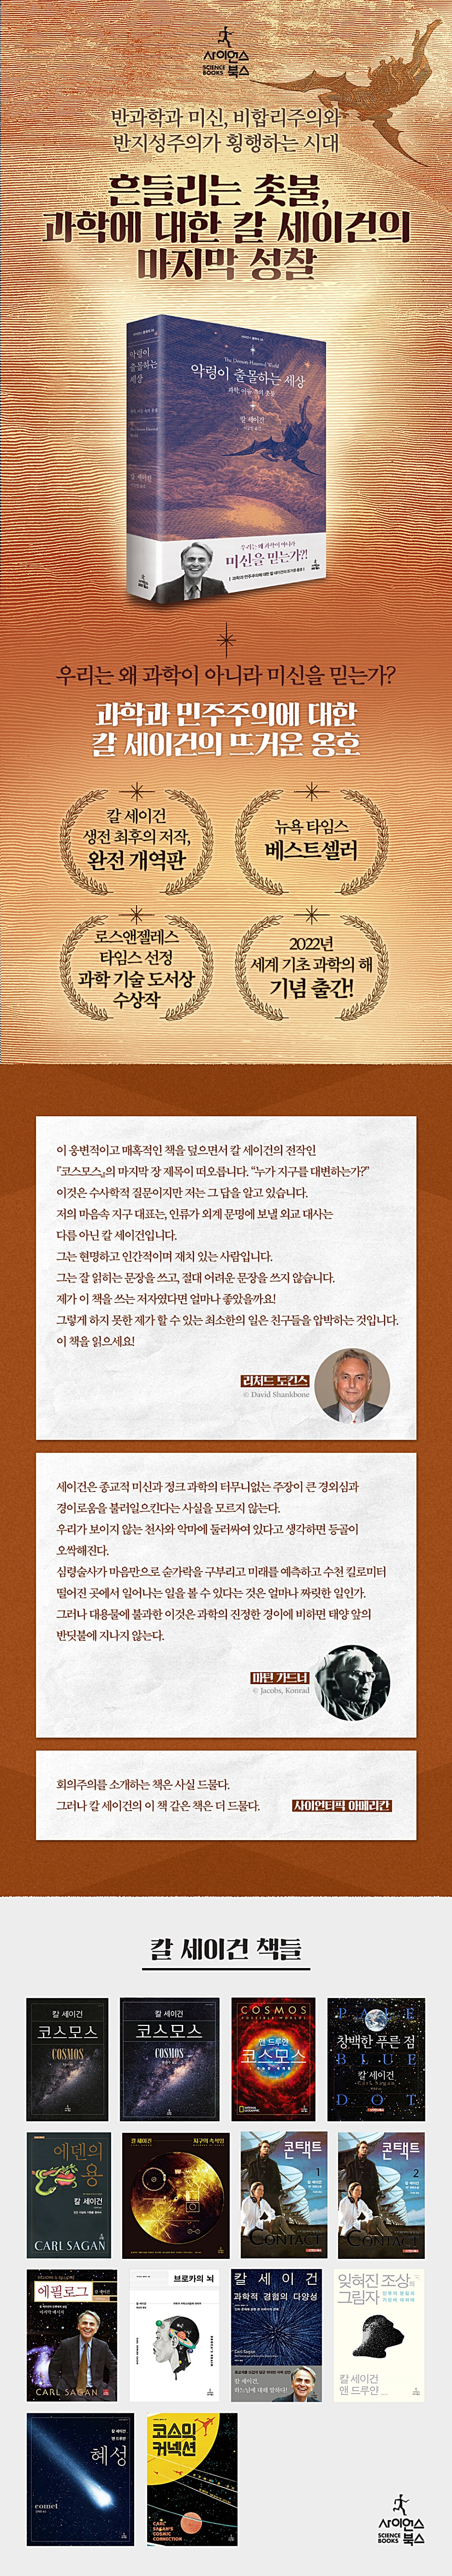 사이언스
SCIENCE
BOOKS 북스
반과학과 미신, 비합리주의와
반지성주의가 횡행하는 시대
흔들리는 촛불,
과학에 대한 칼 세이건의
마지막 성찰
악령이
출몰하는
세상
칼 세이건
The Demon-Haunted World
악령이 출몰하는 세상
과학, 어둠 속의 촛불
칼 세이건
우리는 왜 과학이 아니라
미신을 믿는가?!
우리는 왜 과학이 아니라 미신을 믿는가?
과학과 민주주의에 대한
칼 세이건의 뜨거운 옹호
칼 세이건
생전 최후의 저작,
완전 개역판
뉴욕 타임스
베스트셀러
로스앤젤레스
타임스 선정
과학 기술 도서상
수상작
2022년
세계 기초 과학의 해
기념 출간!
이 웅변적이고 매혹적인 책을 덮으면서 칼 세이건의 전작인
『코스모스』의 마지막 장 제목이 떠오릅니다. “누가 지구를 대변하는가?”
이것은 수사학적 질문이지만 저는 그 답을 알고 있습니다.
저의 마음속 지구 대표는, 인류가 외계 문명에 보낼 외교 대사는
다름 아닌 칼 세이건입니다.
그는 현명하고 인간적이며 재치 있는 사람입니다.
그는 잘 읽히는 문장을 쓰고, 절대 어려운 문장을 쓰지 않습니다.
제가 이 책을 쓰는 저자였다면 얼마나 좋았을까요!
그렇게 하지 못한 제가 할 수 있는 최소한의 일은 친구들을 압박하는 것입니다.
이 책을 읽으세요!
리처드 도킨스
© David Shankbone
세이건은 종교적 미신과 정크 과학의 터무니없는 주장이 큰 경외심과
경이로움을 불러일으킨다는 사실을 모르지 않는다.
우리가 보이지 않는 천사와 악마에 둘러싸여 있다고 생각하면 등골이
오싹해진다.
심령술사가 마음만으로 숟가락을 구부리고 미래를 예측하고 수천 킬로미터
떨어진 곳에서 일어나는 일을 볼 수 있다는 것은 얼마나 짜릿한 일인가.
그러나 대용물에 불과한 이것은 과학의 진정한 경이에 비하면 태양 앞의
반딧불에 지나지 않는다.
마틴 가드너
© Jacobs, Konrad
회의주의를 소개하는 책은 사실 드물다.
그러나 칼 세이건의 이 책 같은 책은 더 드물다.
사이언티픽 아메리칸
칼 세이건 책들
칼 세이건
코스모스
COSMOS
칼 세이건
코스모스
COSMOS
COSMOS
POSSIBLE WORLDS
앤 드루얀
코스모스
NATIONAL
GEOGRAPHIC
PALE
창백한 푸른 점
BLUE
칼 세이건
Carl Sagan
DOT
에덴의
용
칼 세이건
CARL SAGAN
칼 세이건
지구의 속삭임
콘택트
1
CONTACT
콘택트
2
CONTACT
에필로그
칼 세이건
CARL SAGAN
브로카의 뇌
칼 세이건
과학적 경험의 다양성
칼 세이건,
하느님에 대해 말하다!
잊혀진 조상의
그림자
칼 세이건
앤 드루얀
칼 세이건
앤 드루얀
혜성
comet
코스믹
커넥션
CARL
SAGAN'S
COSMIC
CONNECTION
사이언스
SCIENCE
BOOKS 북스